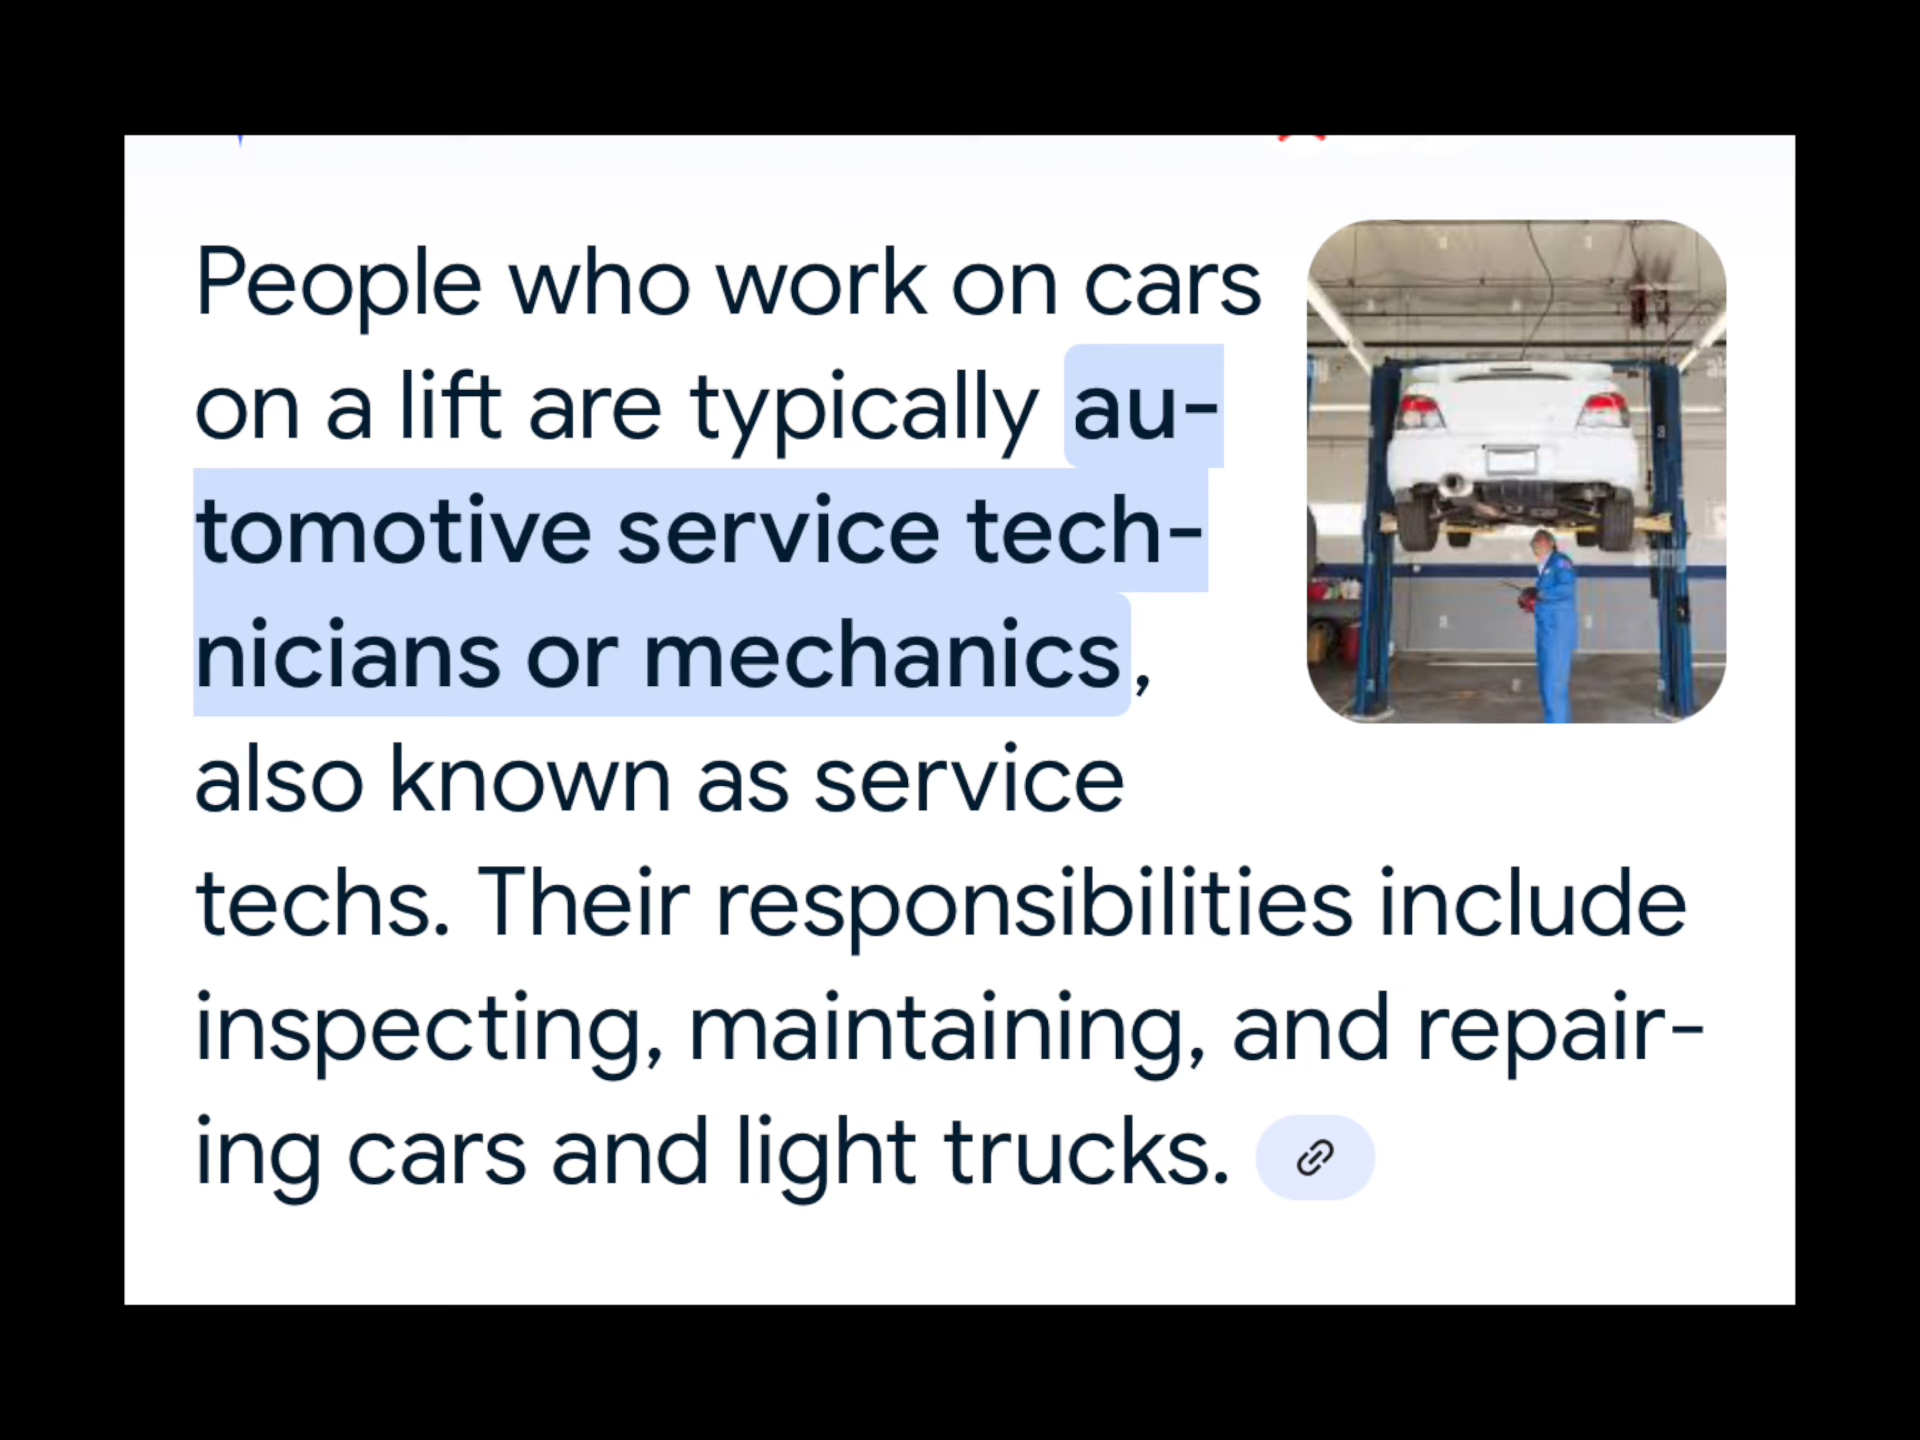 People who work on cars
on a lift are typically au-
tomotive service tech-
nicians or mechanics,
also known as service
techs. Their responsibilities include
inspecting, maintaining, and repair-
ing cars and light trucks.